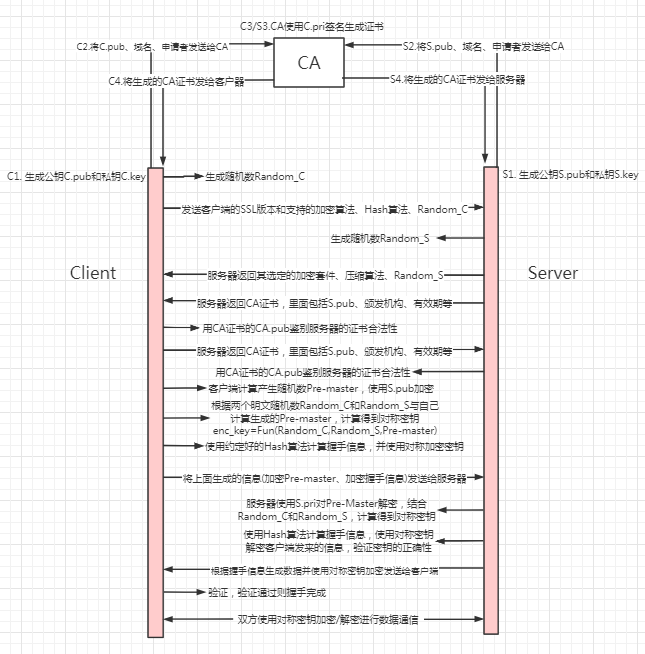 C3/S3.CA使用C.pri签名生成证书
C2.将C.pub、域名、申请者发送给CA
S2.将S.pub、域名、申请者发送给CA
CA
C4.将生成的CA证书发给客户器
S4.将生成的CA证书发给服务器
C1. 生成公钥C.pub和私钥C.key
生成随机数Random_C
S1. 生成公钥S.pub和私钥S.key
发送客户端的SSL版本和支持的加密算法、Hash算法、Random_C
生成随机数Random_S
Client
服务器返回其选定的加密套件、压缩算法、Random_S
Server
服务器返回CA证书，里面包括S.pub、颁发机构、有效期等
用CA证书的CA.pub鉴别服务器的证书合法性
服务器返回CA证书，里面包括S.pub、颁发机构、有效期等
用CA证书的CA.pub鉴别服务器的证书合法性
客户端计算产生随机数Pre-master，使用S.pub加密
根据两个明文随机数Random_C和Random_S与自己
计算生成的Pre-master，计算得到对称密钥
enc_key=Fun(Random_C,Random_S,Pre-master)
使用约定好的Hash算法计算握手信息，并使用对称加密密钥
将上面生成的信息(加密Pre-master、加密握手信息)发送给服务器
服务器使用S.pri对Pre-Master解密，结合
Random_C和Random_S，计算得到对称密钥
使用Hash算法计算握手信息，使用对称密钥
解密客户端发来的信息，验证密钥的正确性
根据握手信息生成数据并使用对称密钥加密发送给客户端
验证，验证通过则握手完成
双方使用对称密钥加密/解密进行数据通信